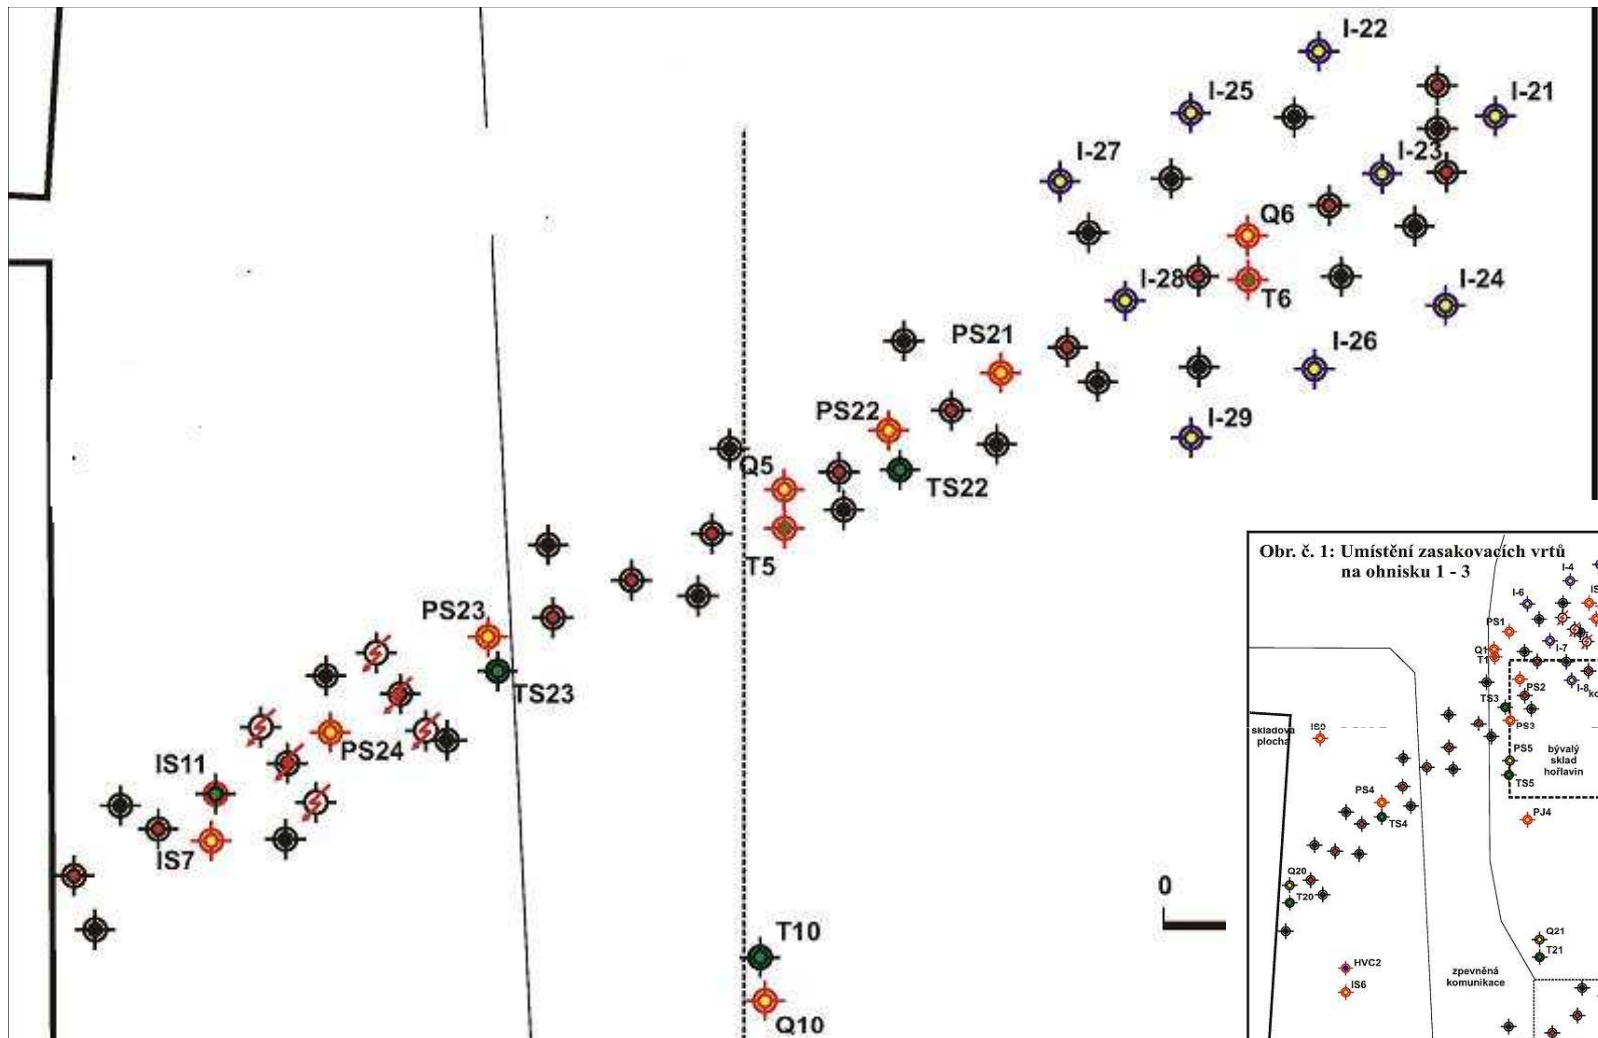 I-22
I-25
I-21
I-27
I-23
Q6
I-28
T6
I-24
PS21
I-26
PS22
I-29
Q5
TS22
T5
PS23
TS23
PS24
IS11
IS7
0
T10
Q10
Obr. č. 1: Umístění zasakovacích vrtů
na ohnisku 1 - 3
I-4
I-6
PS1
Q1
T1
I-7
PS2
I-8
TS3
PS3
skladová
plocha
PS5
bývalý
sklad
hořlavin
TS5
PS4
TS4
PJ4
Q20
T20
Q21
T21
HVC2
IS6
zpevněná
komunikace